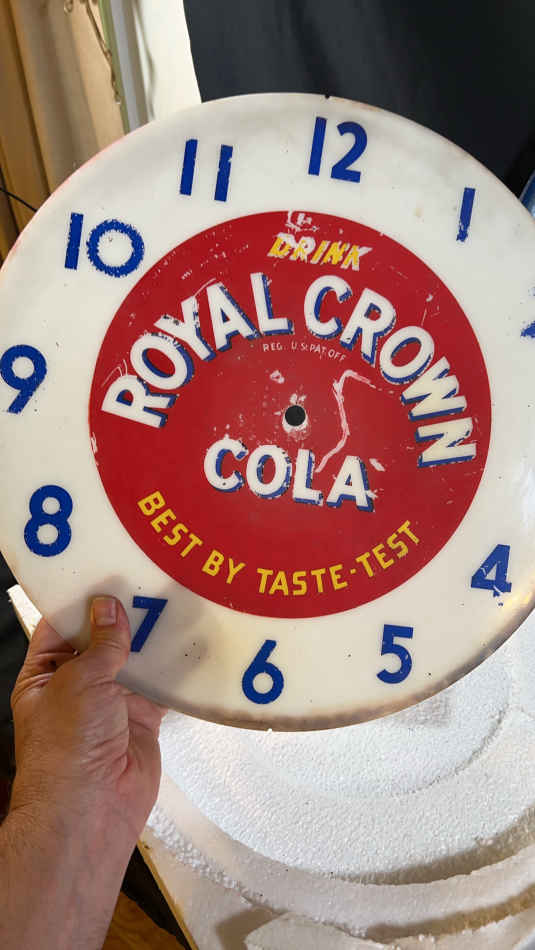 12
1
2
4
5
6
7
8
9
10
11
DRINK
ROYAL CROWN
REG. U.S. PAT. OFF
COLA
BEST BY TASTE-TEST